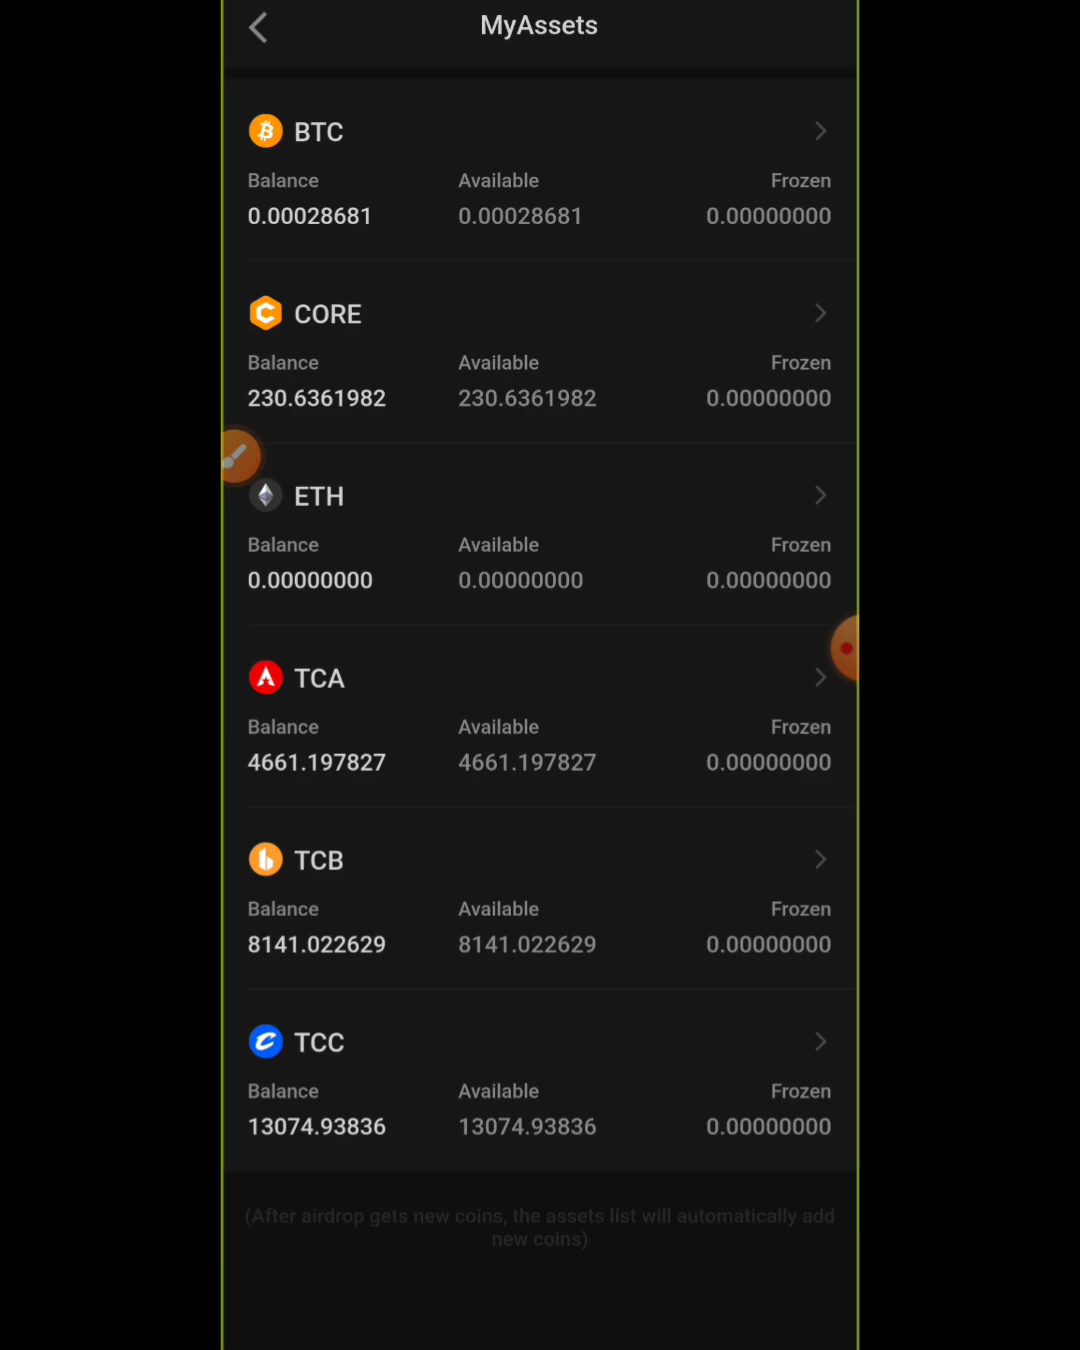 MyAssets
BTC
Balance Available Frozen
0.00028681 0.00028681 0.00000000
CORE
Balance Available Frozen
230.6361982 230.6361982 0.00000000
ETH
Balance Available Frozen
0.00000000 0.00000000 0.00000000
TCA
Balance Available Frozen
4661.197827 4661.197827 0.00000000
TCB
Balance Available Frozen
8141.022629 8141.022629 0.00000000
TCC
Balance Available Frozen
13074.93836 13074.93836 0.00000000
(After airdrop gets new coins, the assets list will automatically add
new coins)